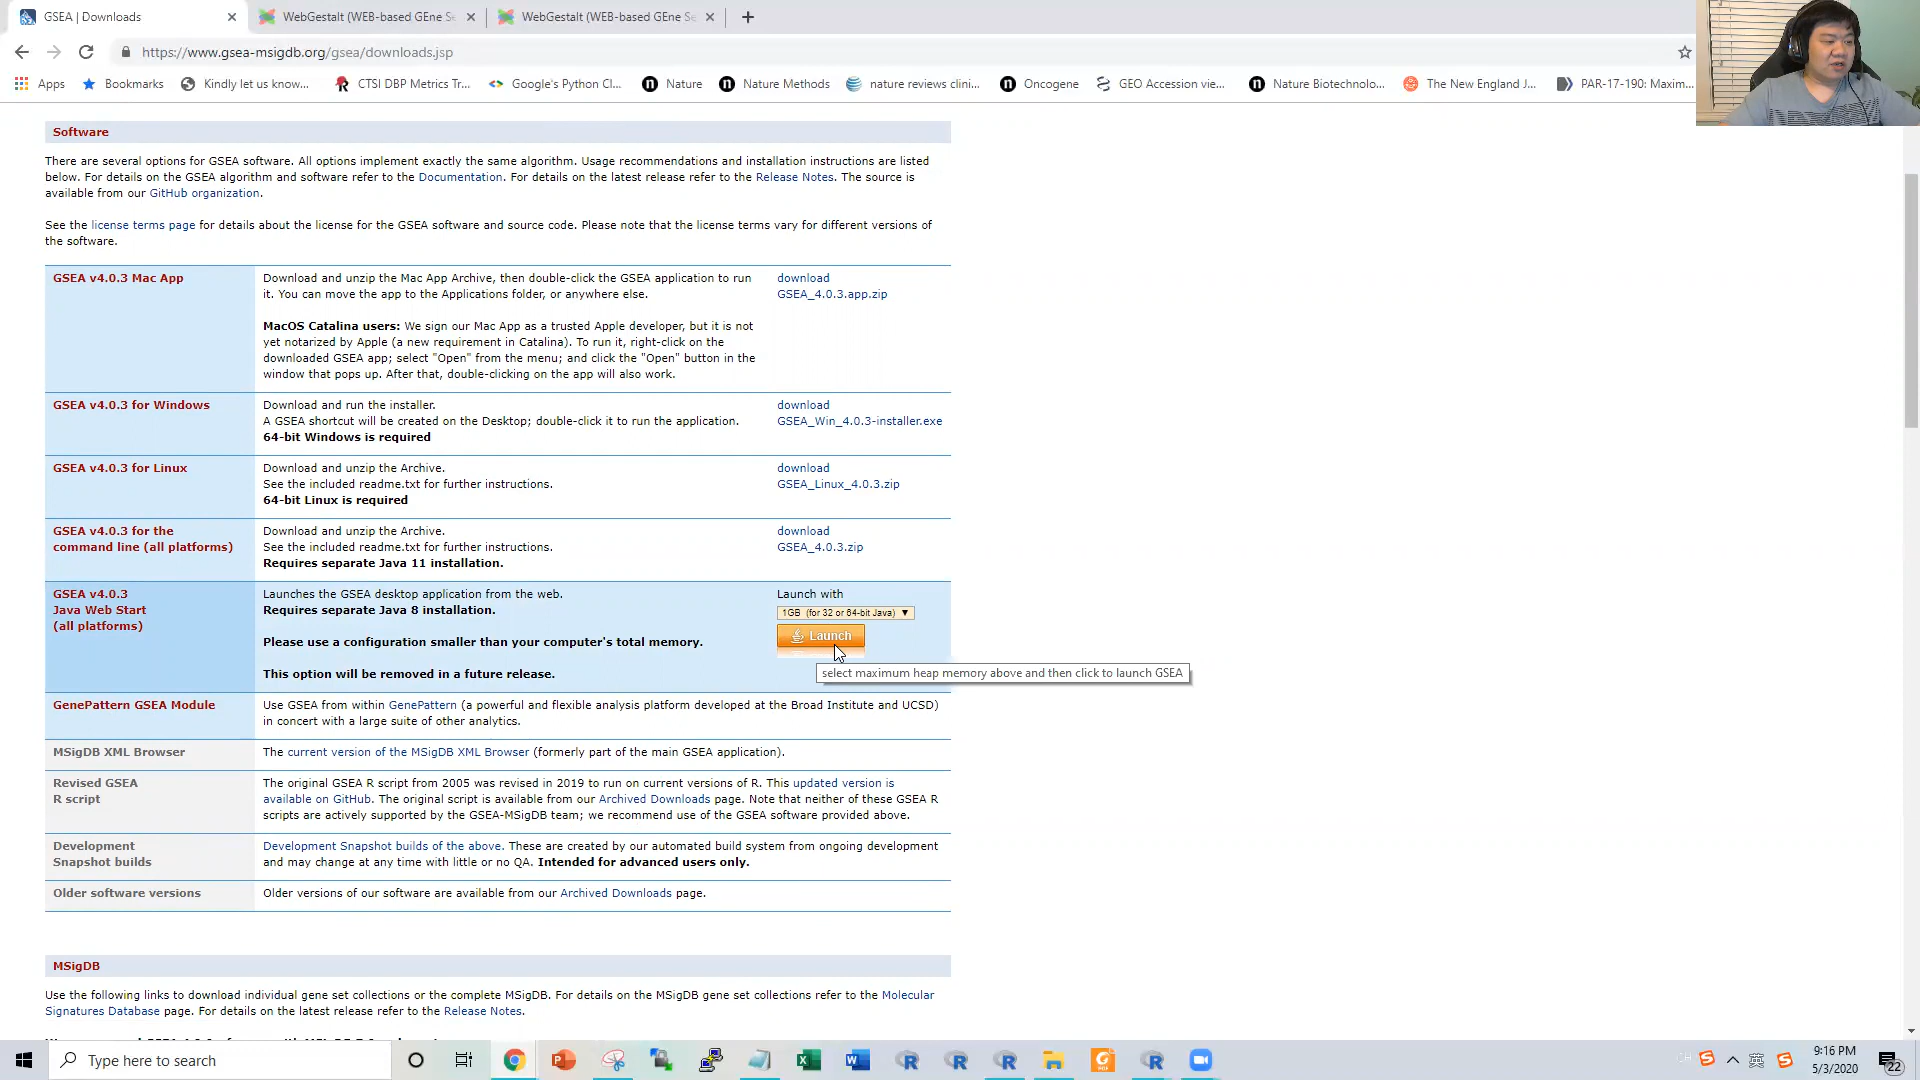 GSEA | Downloads
WebGestalt (WEB-based GEne Se
WebGestalt (WEB-based GEne Se
https://www.gsea-msigdb.org/gsea/downloads.jsp
Apps
Bookmarks
Kindly let us know...
CTSI DBP Metrics Tr...
Google's Python Cl...
Nature
Nature Methods
nature reviews clini...
Oncogene
GEO Accession vie...
Nature Biotechnolo...
The New England J...
PAR-17-190: Maxim...
Software
There are several options for GSEA software. All options implement exactly the same algorithm. Usage recommendations and installation instructions are listed
below. For details on the GSEA algorithm and software refer to the Documentation. For details on the latest release refer to the Release Notes. The source is
available from our GitHub organization.
See the license terms page for details about the license for the GSEA software and source code. Please note that the license terms vary for different versions of
the software.
GSEA v4.0.3 Mac App
Download and unzip the Mac App Archive, then double-click the GSEA application to run
it. You can move the app to the Applications folder, or anywhere else.
MacOS Catalina users: We sign our Mac App as a trusted Apple developer, but it is not
yet notarized by Apple (a new requirement in Catalina). To run it, right-click on the
downloaded GSEA app; select "Open" from the menu; and click the "Open" button in the
window that pops up. After that, double-clicking on the app will also work.
download
GSEA_4.0.3.app.zip
GSEA v4.0.3 for Windows
Download and run the installer.
A GSEA shortcut will be created on the Desktop; double-click it to run the application.
64-bit Windows is required
download
GSEA_Win_4.0.3-installer.exe
GSEA v4.0.3 for Linux
Download and unzip the Archive.
See the included readme.txt for further instructions.
64-bit Linux is required
download
GSEA_Linux_4.0.3.zip
GSEA v4.0.3 for the
command line (all platforms)
Download and unzip the Archive.
See the included readme.txt for further instructions.
Requires separate Java 11 installation.
download
GSEA_4.0.3.zip
GSEA v4.0.3
Java Web Start
(all platforms)
Launches the GSEA desktop application from the web.
Requires separate Java 8 installation.
Please use a configuration smaller than your computer's total memory.
This option will be removed in a future release.
Launch with
1GB (for 32 or 64-bit Java)
Launch
select maximum heap memory above and then click to launch GSEA
GenePattern GSEA Module
Use GSEA from within GenePattern (a powerful and flexible analysis platform developed at the Broad Institute and UCSD)
in concert with a large suite of other analytics.
MSigDB XML Browser
The current version of the MSigDB XML Browser (formerly part of the main GSEA application).
Revised GSEA
R script
The original GSEA R script from 2005 was revised in 2019 to run on current versions of R. This updated version is
available on GitHub. The original script is available from our Archived Downloads page. Note that neither of these GSEA R
scripts are actively supported by the GSEA-MSigDB team; we recommend use of the GSEA software provided above.
Development
Snapshot builds
Development Snapshot builds of the above. These are created by our automated build system from ongoing development
and may change at any time with little or no QA. Intended for advanced users only.
Older software versions
Older versions of our software are available from our Archived Downloads page.
MSigDB
Use the following links to download individual gene set collections or the complete MSigDB. For details on the MSigDB gene set collections refer to the Molecular
Signatures Database page. For details on the latest release refer to the Release Notes.
Type here to search
英
9:16 PM
5/3/2020
22